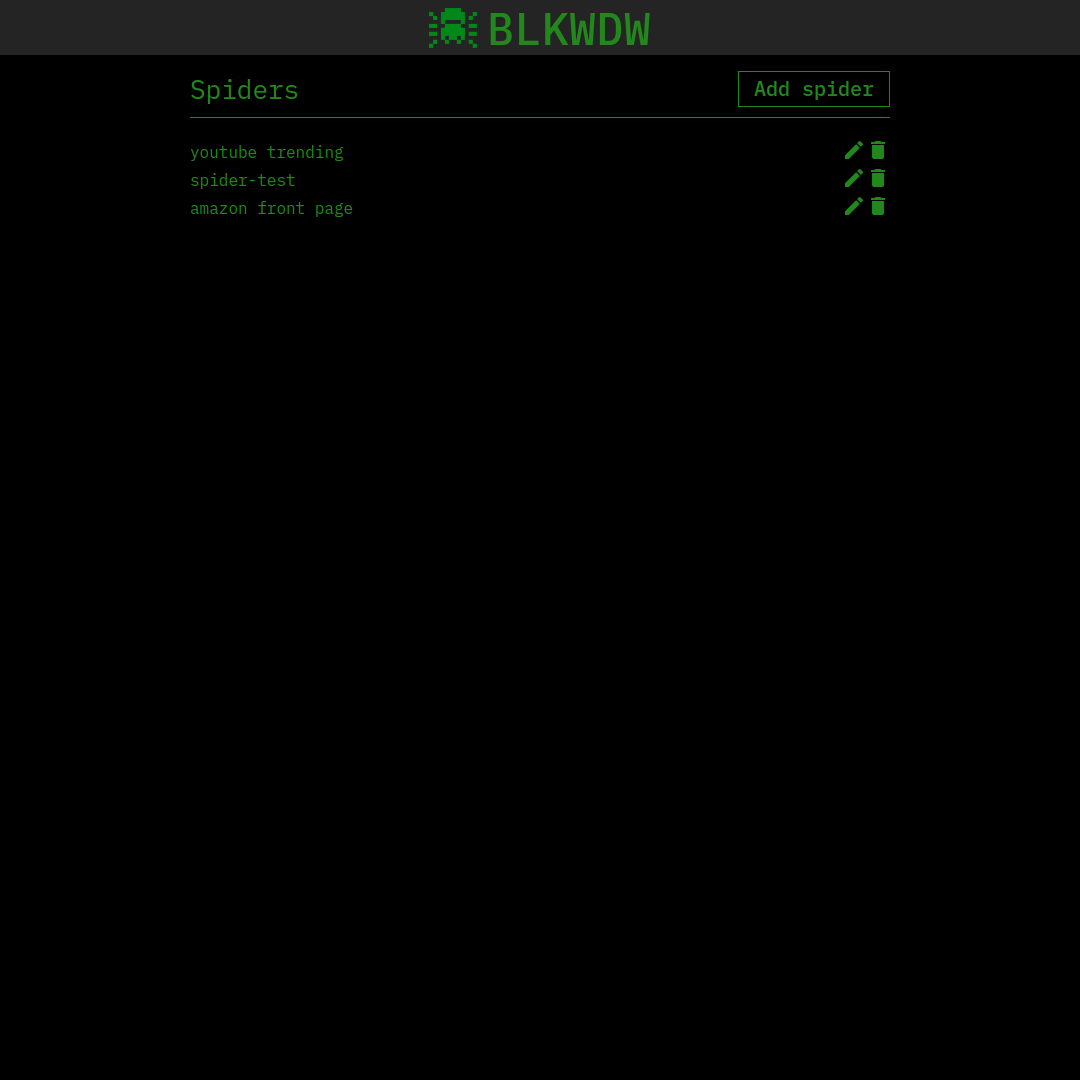 BLKWDW
Spiders
Add spider
youtube trending
spider-test
amazon front page